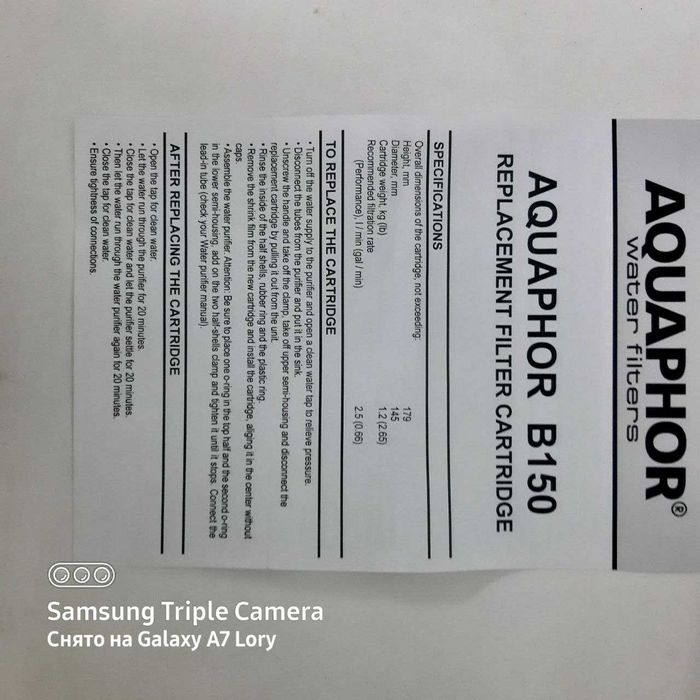 AQUAPHOR®
water filters
AQUAPHOR B150
REPLACEMENT FILTER CARTRIDGE
SPECIFICATIONS
Overall dimensions of the cartridge, not exceeding:
Height, mm 179
Diameter, mm 145
Cartridge weight, kg (lb) 1.2 (2.65)
Recommended filtration rate
(Performance), l / min (gal / min) 2.5 (0.66)
TO REPLACE THE CARTRIDGE
• Turn off the water supply to the purifier and open a clean water tap to relieve pressure.
• Disconnect the tubes from the purifier and put it in the sink.
• Unscrew the handle and take off the clamp, take off upper semi-housing and disconnect the
replacement cartridge by pulling it out from the unit.
• Rinse the inside of the half shells, rubber ring and the plastic ring.
• Remove the shrink film from the new cartridge and install the cartridge, aliging it in the center without
caps.
• Assemble the water purifier. Attention: Be sure to place one o-ring in the top half and the second o-ring
in the lower semi-housing, add on the two half-shells clamp and tighten it until it stops. Connect the
lead-in tube (check your Water purifier manual).
AFTER REPLACING THE CARTRIDGE
• Open the tap for clean water.
• Let the water run through the purifier for 20 minutes.
• Close the tap for clean water and let the purifier settle for 20 minutes.
• Then let the water run through the water purifier again for 20 minutes.
• Close the tap for clean water.
• Ensure tightness of connections.
Samsung Triple Camera
Снято на Galaxy A7 Lory